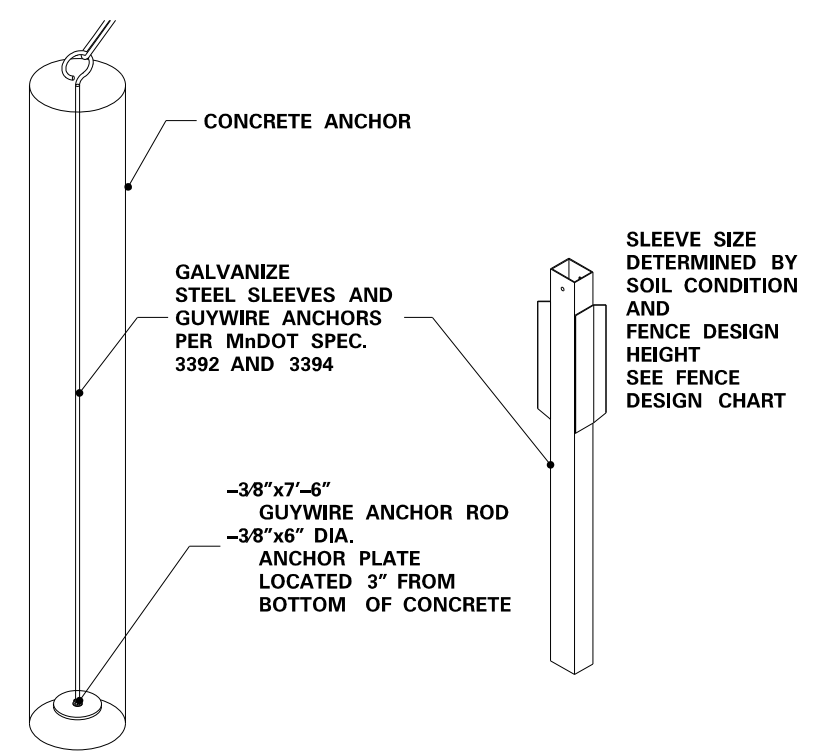 CONCRETE ANCHOR
GALVANIZE
STEEL SLEEVES AND
GUYWIRE ANCHORS
PER MnDOT SPEC.
3392 AND 3394
SLEEVE SIZE
DETERMINED BY
SOIL CONDITION
AND
FENCE DESIGN
HEIGHT
SEE FENCE
DESIGN CHART
–3/8"x7'–6"
GUYWIRE ANCHOR ROD
–3/8"x6" DIA.
ANCHOR PLATE
LOCATED 3" FROM
BOTTOM OF CONCRETE